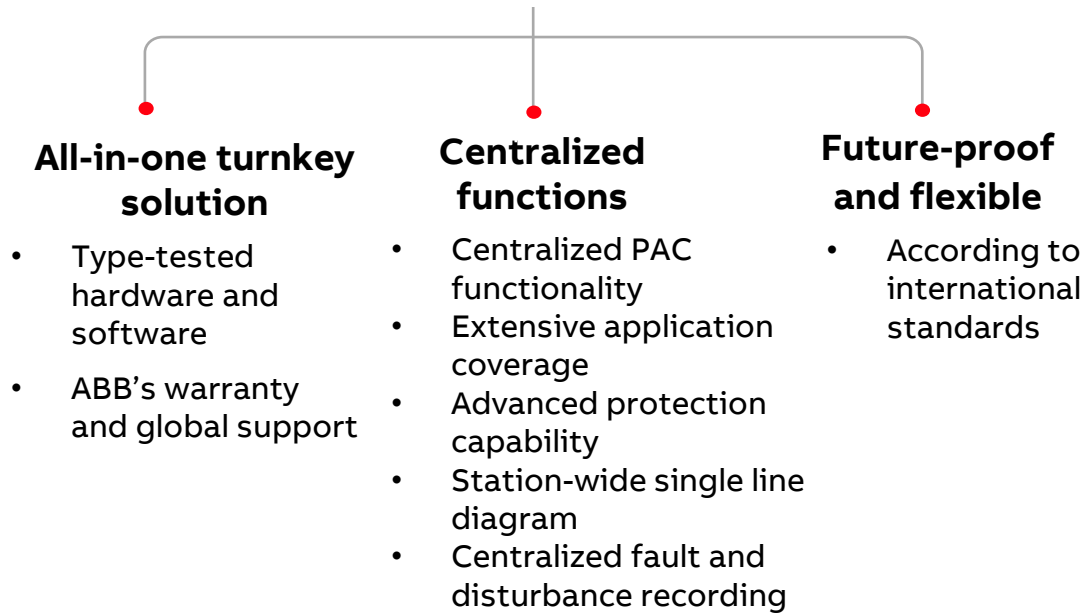 All-in-one turnkey
solution
• Type-tested
hardware and
software
• ABB’s warranty
and global support
Centralized
functions
• Centralized PAC
functionality
• Extensive application
coverage
• Advanced protection
capability
• Station-wide single line
diagram
• Centralized fault and
disturbance recording
Future-proof
and flexible
• According to
international
standards